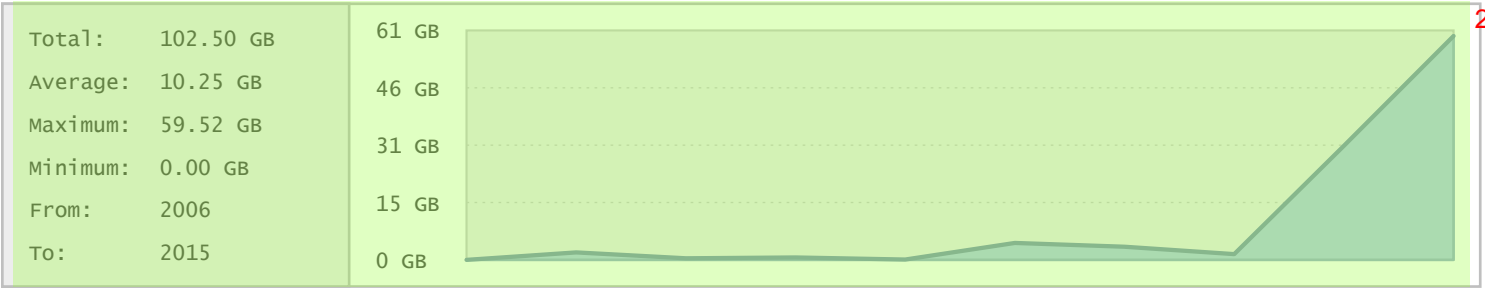 Total: 102.50 GB
Average: 10.25 GB
Maximum: 59.52 GB
Minimum: 0.00 GB
From: 2006
To: 2015
61 GB
46 GB
31 GB
15 GB
0 GB
2